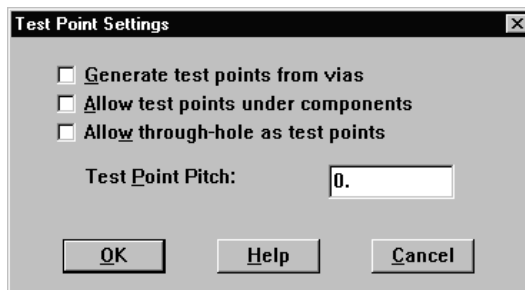 Test Point Settings
Generate test points from vias
Allow test points under components
Allow through-hole as test points
Test Point Pitch: 0.
OK Help Cancel